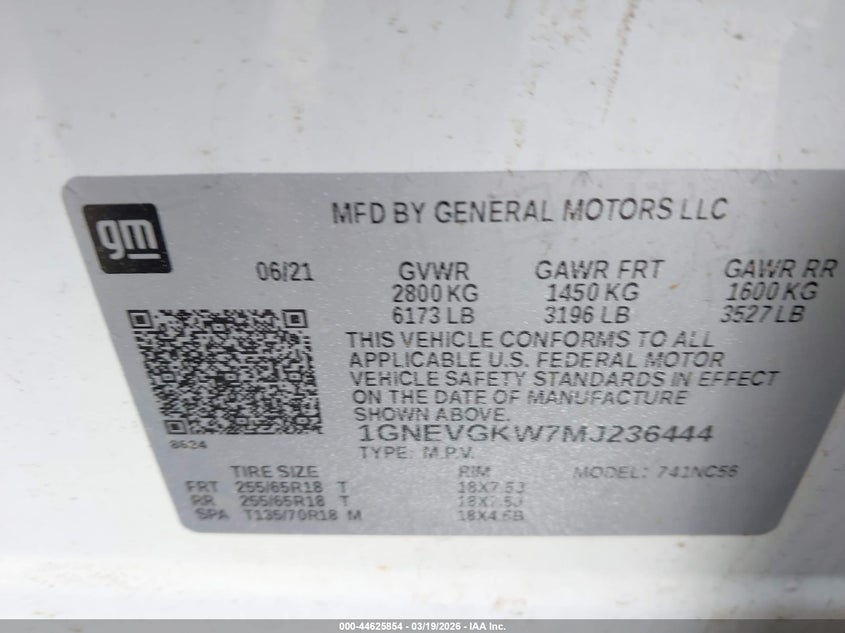 gm
MFD BY GENERAL MOTORS LLC
06/21 GVWR GAWR FRT GAWR RR
2800 KG 1450 KG 1600 KG
6173 LB 3196 LB 3527 LB
THIS VEHICLE CONFORMS TO ALL
APPLICABLE U.S. FEDERAL MOTOR
VEHICLE SAFETY STANDARDS IN EFFECT
ON THE DATE OF MANUFACTURE
SHOWN ABOVE.
8624
1GNEVGKW7MJ236444
TYPE: M.P.V.
TIRE SIZE RIM MODEL: 741NC56
FRT 255/65R18 T 18X7.5J
RR 255/65R18 T 18X7.5J
SPA T135/70R18 M 18X4.5B
000-44625854 - 03/19/2026 - IAA Inc.